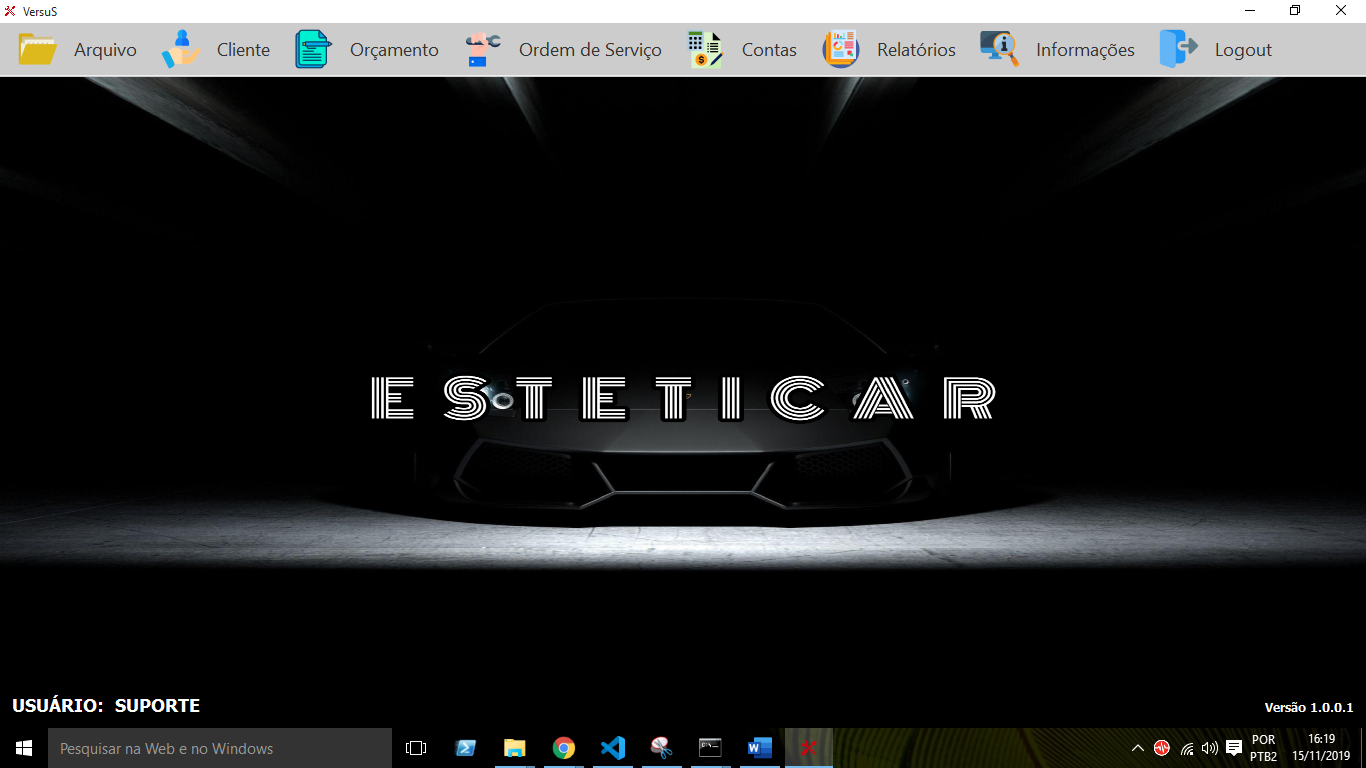 VersuS
Arquivo Cliente Orçamento Ordem de Serviço Contas Relatórios Informações Logout
ESTETICAR
USUÁRIO: SUPORTE
Versão 1.0.0.1
Pesquisar na Web e no Windows
POR
PTB2
16:19
15/11/2019